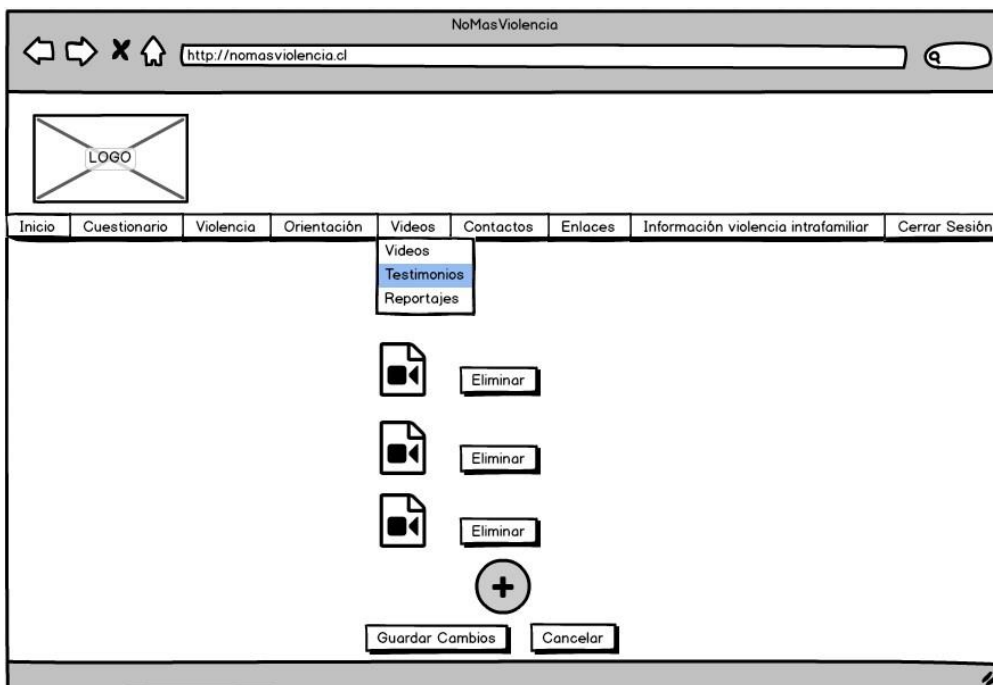 NoMasViolencia
http://nomasviolencia.cl
LOGO
Inicio Cuestionario Violencia Orientación Videos Contactos Enlaces Información violencia intrafamiliar Cerrar Sesión
Videos
Testimonios
Reportajes
Eliminar
Eliminar
Eliminar
Guardar Cambios Cancelar